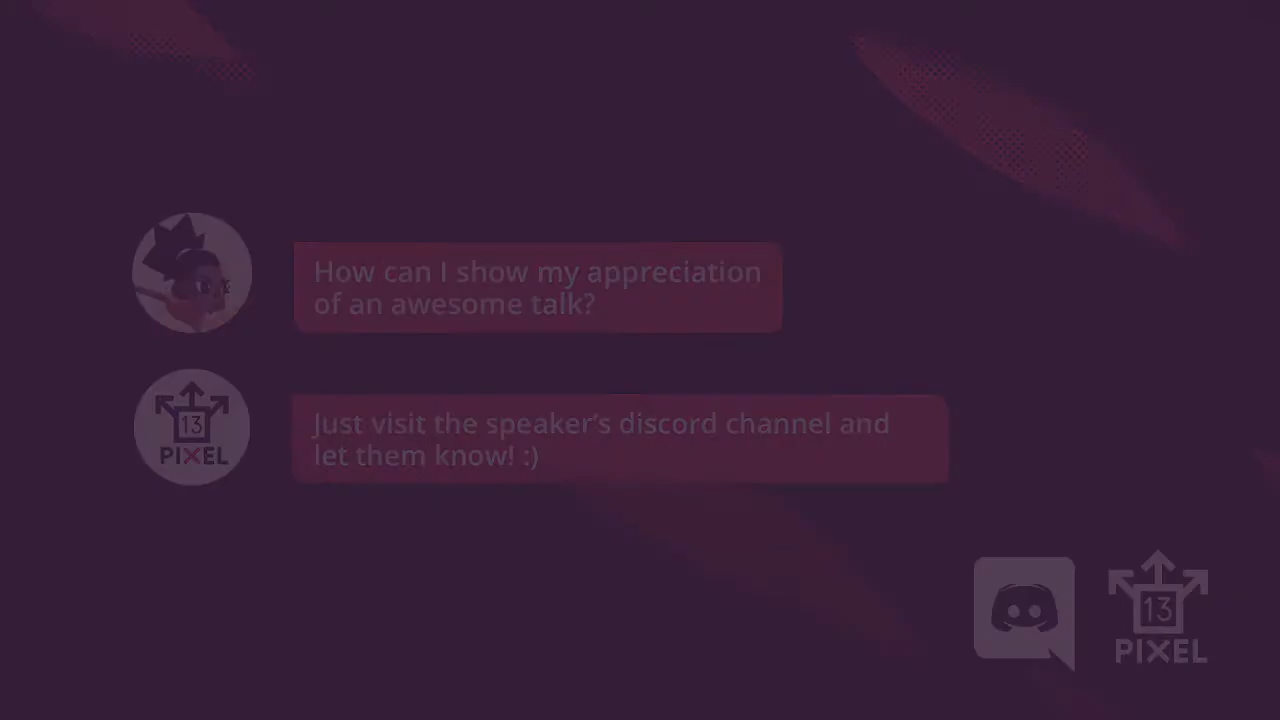 How can I show my appreciation
of an awesome talk?
13
PIXEL
Just visit the speaker’s discord channel and
let them know! :)
13
PIXEL